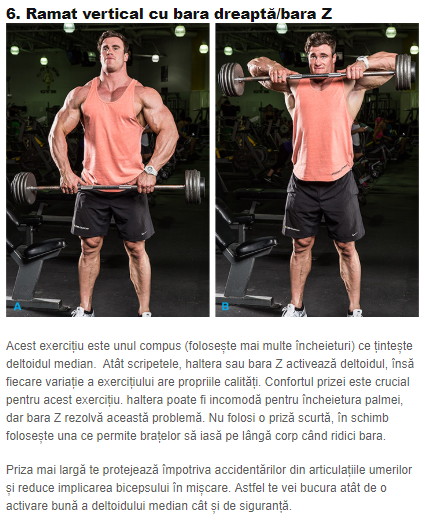 6. Ramat vertical cu bara dreaptă/bara Z
A
B
Acest exercițiu este unul compus (folosește mai multe încheieturi) ce țintește
deltoidul median.  Atât scripetele, haltera sau bara Z activează deltoidul, însă
fiecare variație a exercițiului are propriile calități. Confortul prizei este crucial
pentru acest exercițiu. haltera poate fi incomodă pentru încheietura palmei,
dar bara Z rezolvă această problemă. Nu folosi o priză scurtă, în schimb
folosește una ce permite brațelor să iasă pe lângă corp când ridici bara.
Priza mai largă te protejează împotriva accidentărilor din articulațiile umerilor
și reduce implicarea bicepsului în mișcare. Astfel te vei bucura atât de o
activare bună a deltoidului median cât și de siguranță.